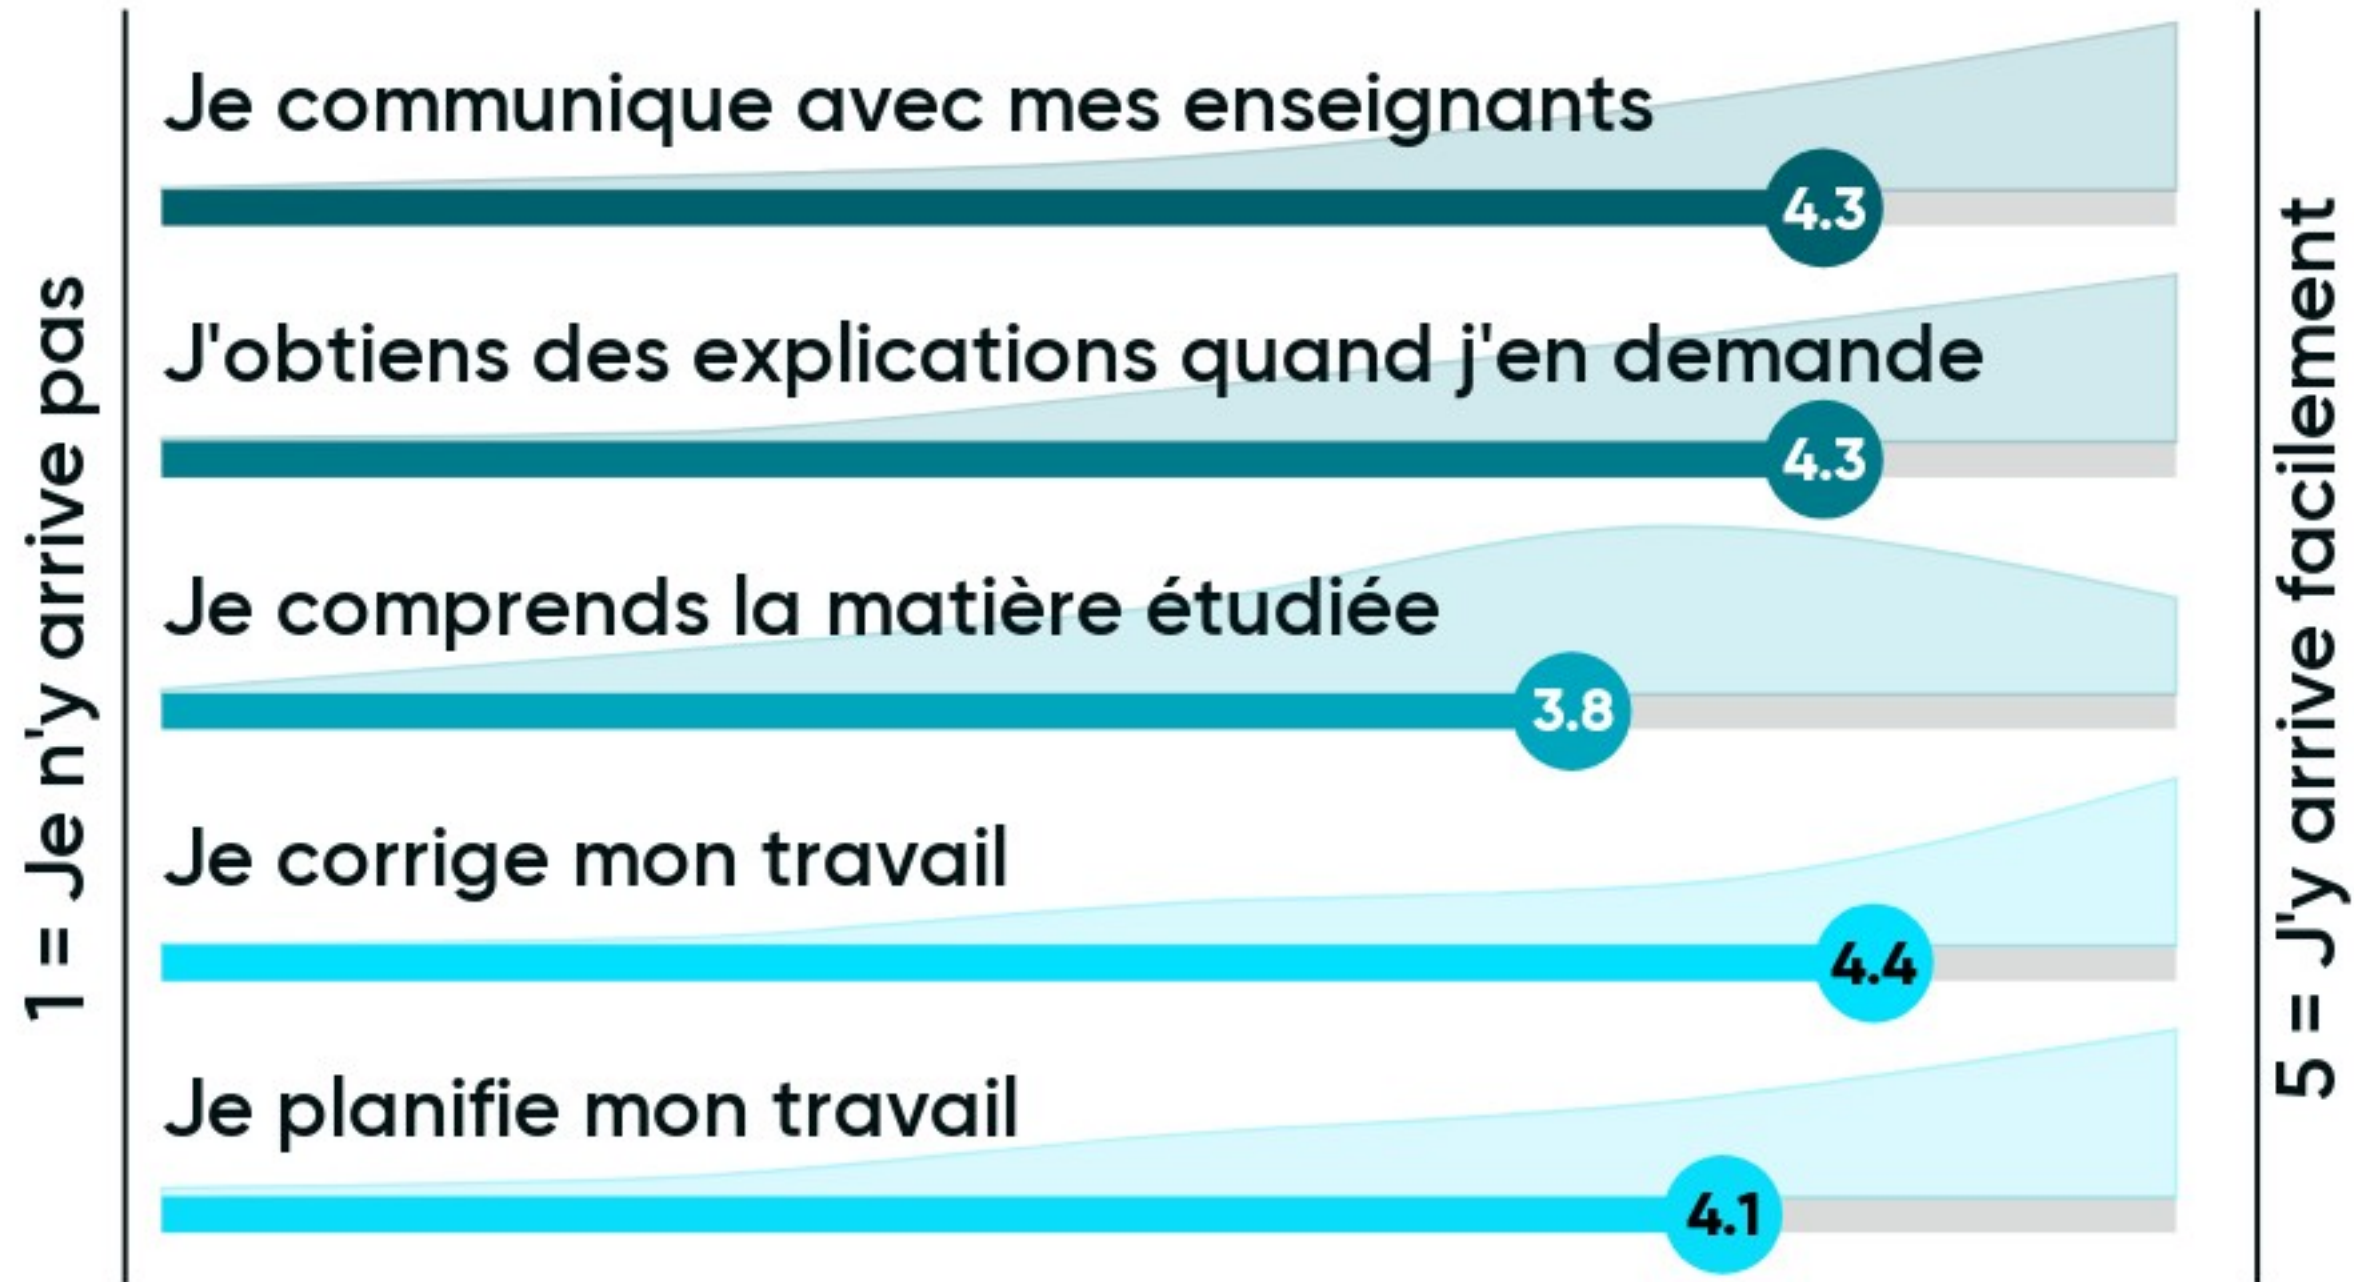 1 = Je n'y arrive pas
Je communique avec mes enseignants
4.3
J'obtiens des explications quand j'en demande
4.3
Je comprends la matière étudiée
3.8
Je corrige mon travail
4.4
Je planifie mon travail
4.1
5 = J'y arrive facilement